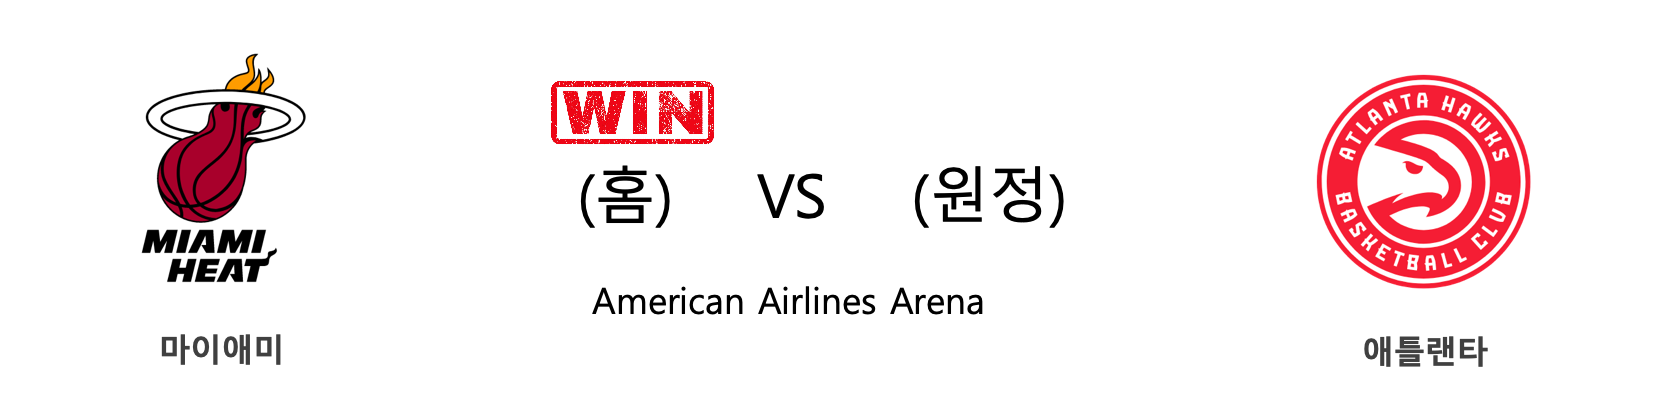 WIN
(홈) VS (원정)
American Airlines Arena
MIAMI
HEAT
마이애미
ATLANTA HAWKS
BASKETBALL CLUB
애틀랜타